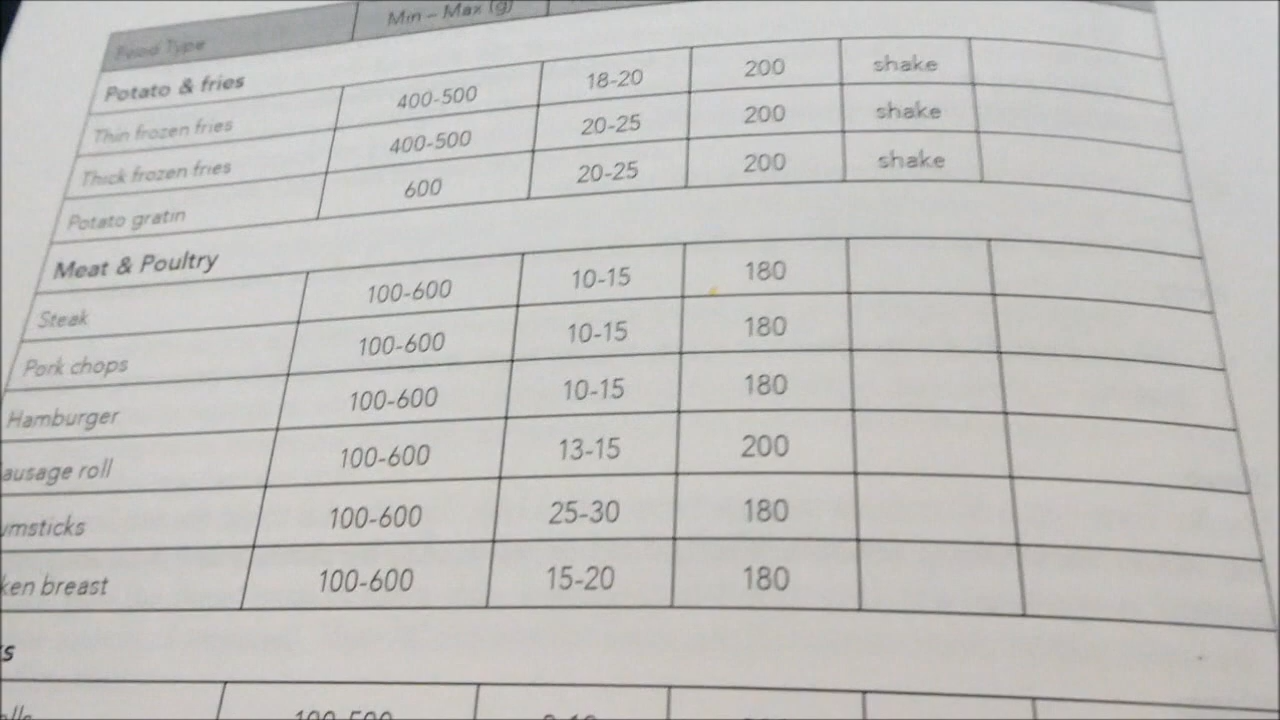 Food Type Min – Max (g)
Potato & fries
Thin frozen fries 400-500 18-20 200 shake
Thick frozen fries 400-500 20-25 200 shake
Potato gratin 600 20-25 200 shake
Meat & Poultry
Steak 100-600 10-15 180
Pork chops 100-600 10-15 180
Hamburger 100-600 10-15 180
ausage roll 100-600 13-15 200
umsticks 100-600 25-30 180
ken breast 100-600 15-20 180
s
100-500